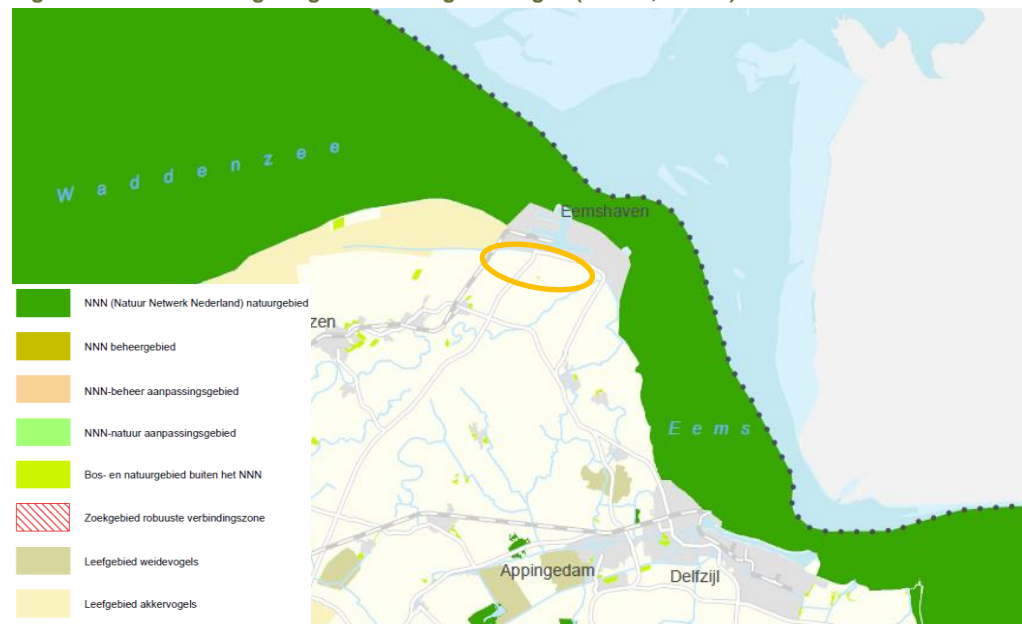 Waddenzee
Eemshaven
zen
Eems
Appingedam
Delfzijl
NNN (Natuur Netwerk Nederland) natuurgebied
NNN beheergebied
NNN-beheer aanpassingsgebied
NNN-natuur aanpassingsgebied
Bos- en natuurgebied buiten het NNN
Zoekgebied robuuste verbindingszone
Leefgebied weidevogels
Leefgebied akkervogels